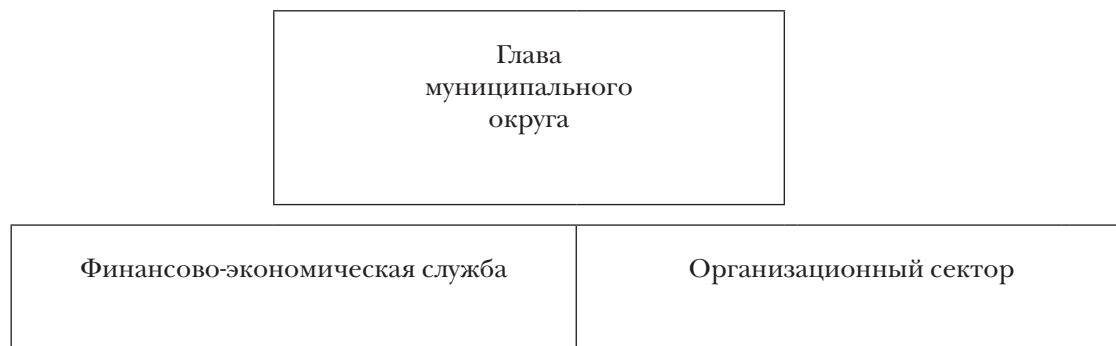 Глава
муниципального
округа
Финансово-экономическая служба
Организационный сектор